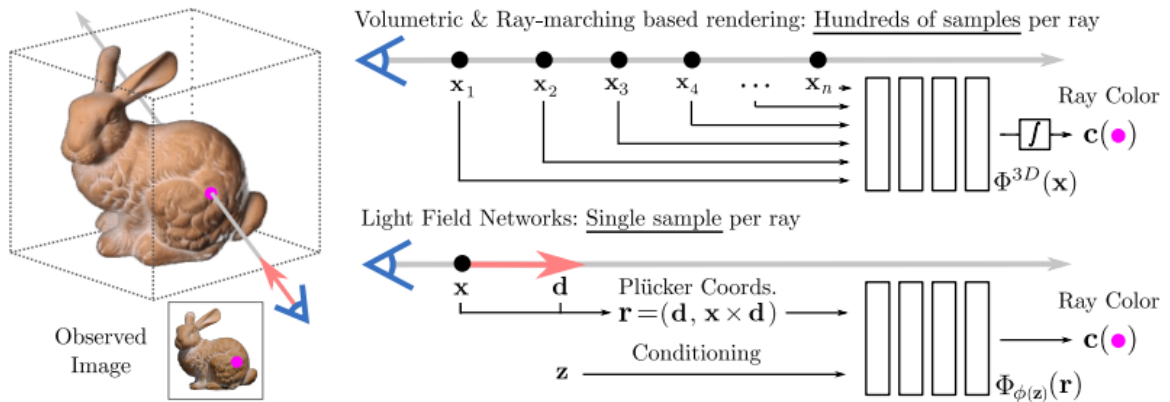 Volumetric & Ray-marching based rendering: Hundreds of samples per ray
x₁ x₂ x₃ x₄ ... xₙ
Ray Color
∫ c(●)
Φ³ᴰ(x)
Light Field Networks: Single sample per ray
x d Plücker Coords.
r=(d, x × d)
Ray Color
c(●)
Conditioning
z
Φ_ϕ(z)(r)
Observed
Image